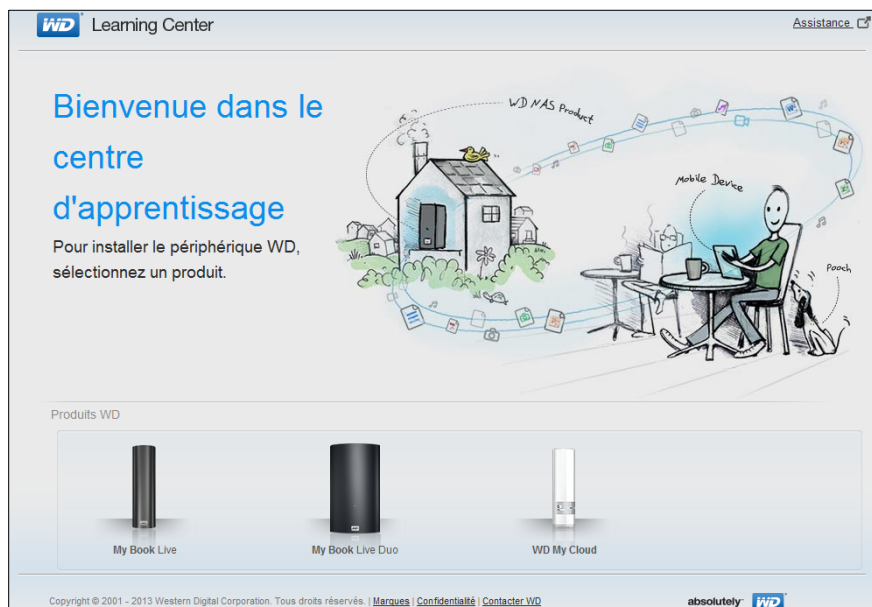 WD Learning Center
Assistance
Bienvenue dans le
centre
d'apprentissage
Pour installer le périphérique WD,
sélectionnez un produit.
WD NAS Product
Mobile Device
Pooch
Produits WD
My Book Live
My Book Live Duo
WD My Cloud
Copyright © 2001 - 2013 Western Digital Corporation. Tous droits réservés. | Marques | Confidentialité | Contacter WD
absolutely WD